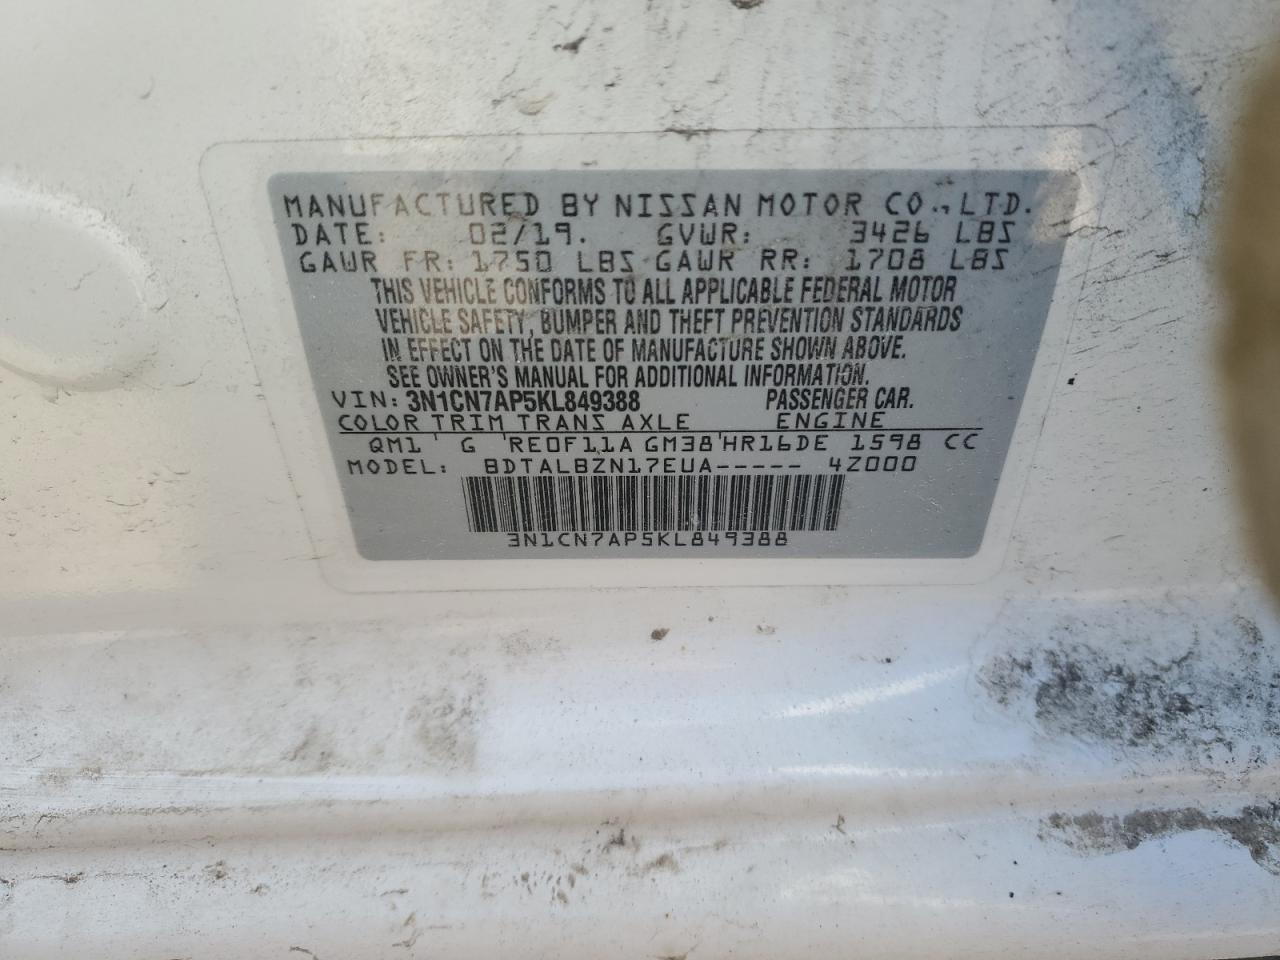 MANUFACTURED BY NISSAN MOTOR CO., LTD.
DATE: 02/19. GVWR: 3426 LBS
GAWR FR: 1750 LBS GAWR RR: 1708 LBS
THIS VEHICLE CONFORMS TO ALL APPLICABLE FEDERAL MOTOR
VEHICLE SAFETY, BUMPER AND THEFT PREVENTION STANDARDS
IN EFFECT ON THE DATE OF MANUFACTURE SHOWN ABOVE.
SEE OWNER'S MANUAL FOR ADDITIONAL INFORMATION.
VIN: 3N1CN7AP5KL849388 PASSENGER CAR.
COLOR TRIM TRANS AXLE ENGINE
QM1 ' G 'RE0F11A GM38'HR16DE 1598 CC
MODEL: BDTALBZN17EUA----- 4Z000
3N1CN7AP5KL849388